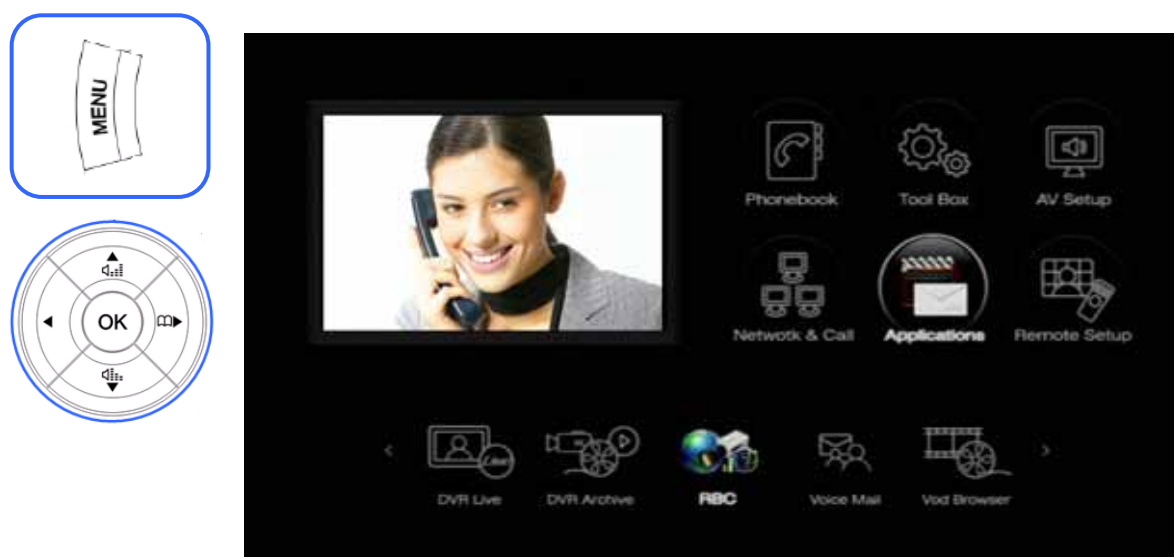 MENU
OK
Phonebook Tool Box AV Setup
Netwotk & Call Applications Remote Setup
DVR Live DVR Archive RBC Voice Mail Vod Browser